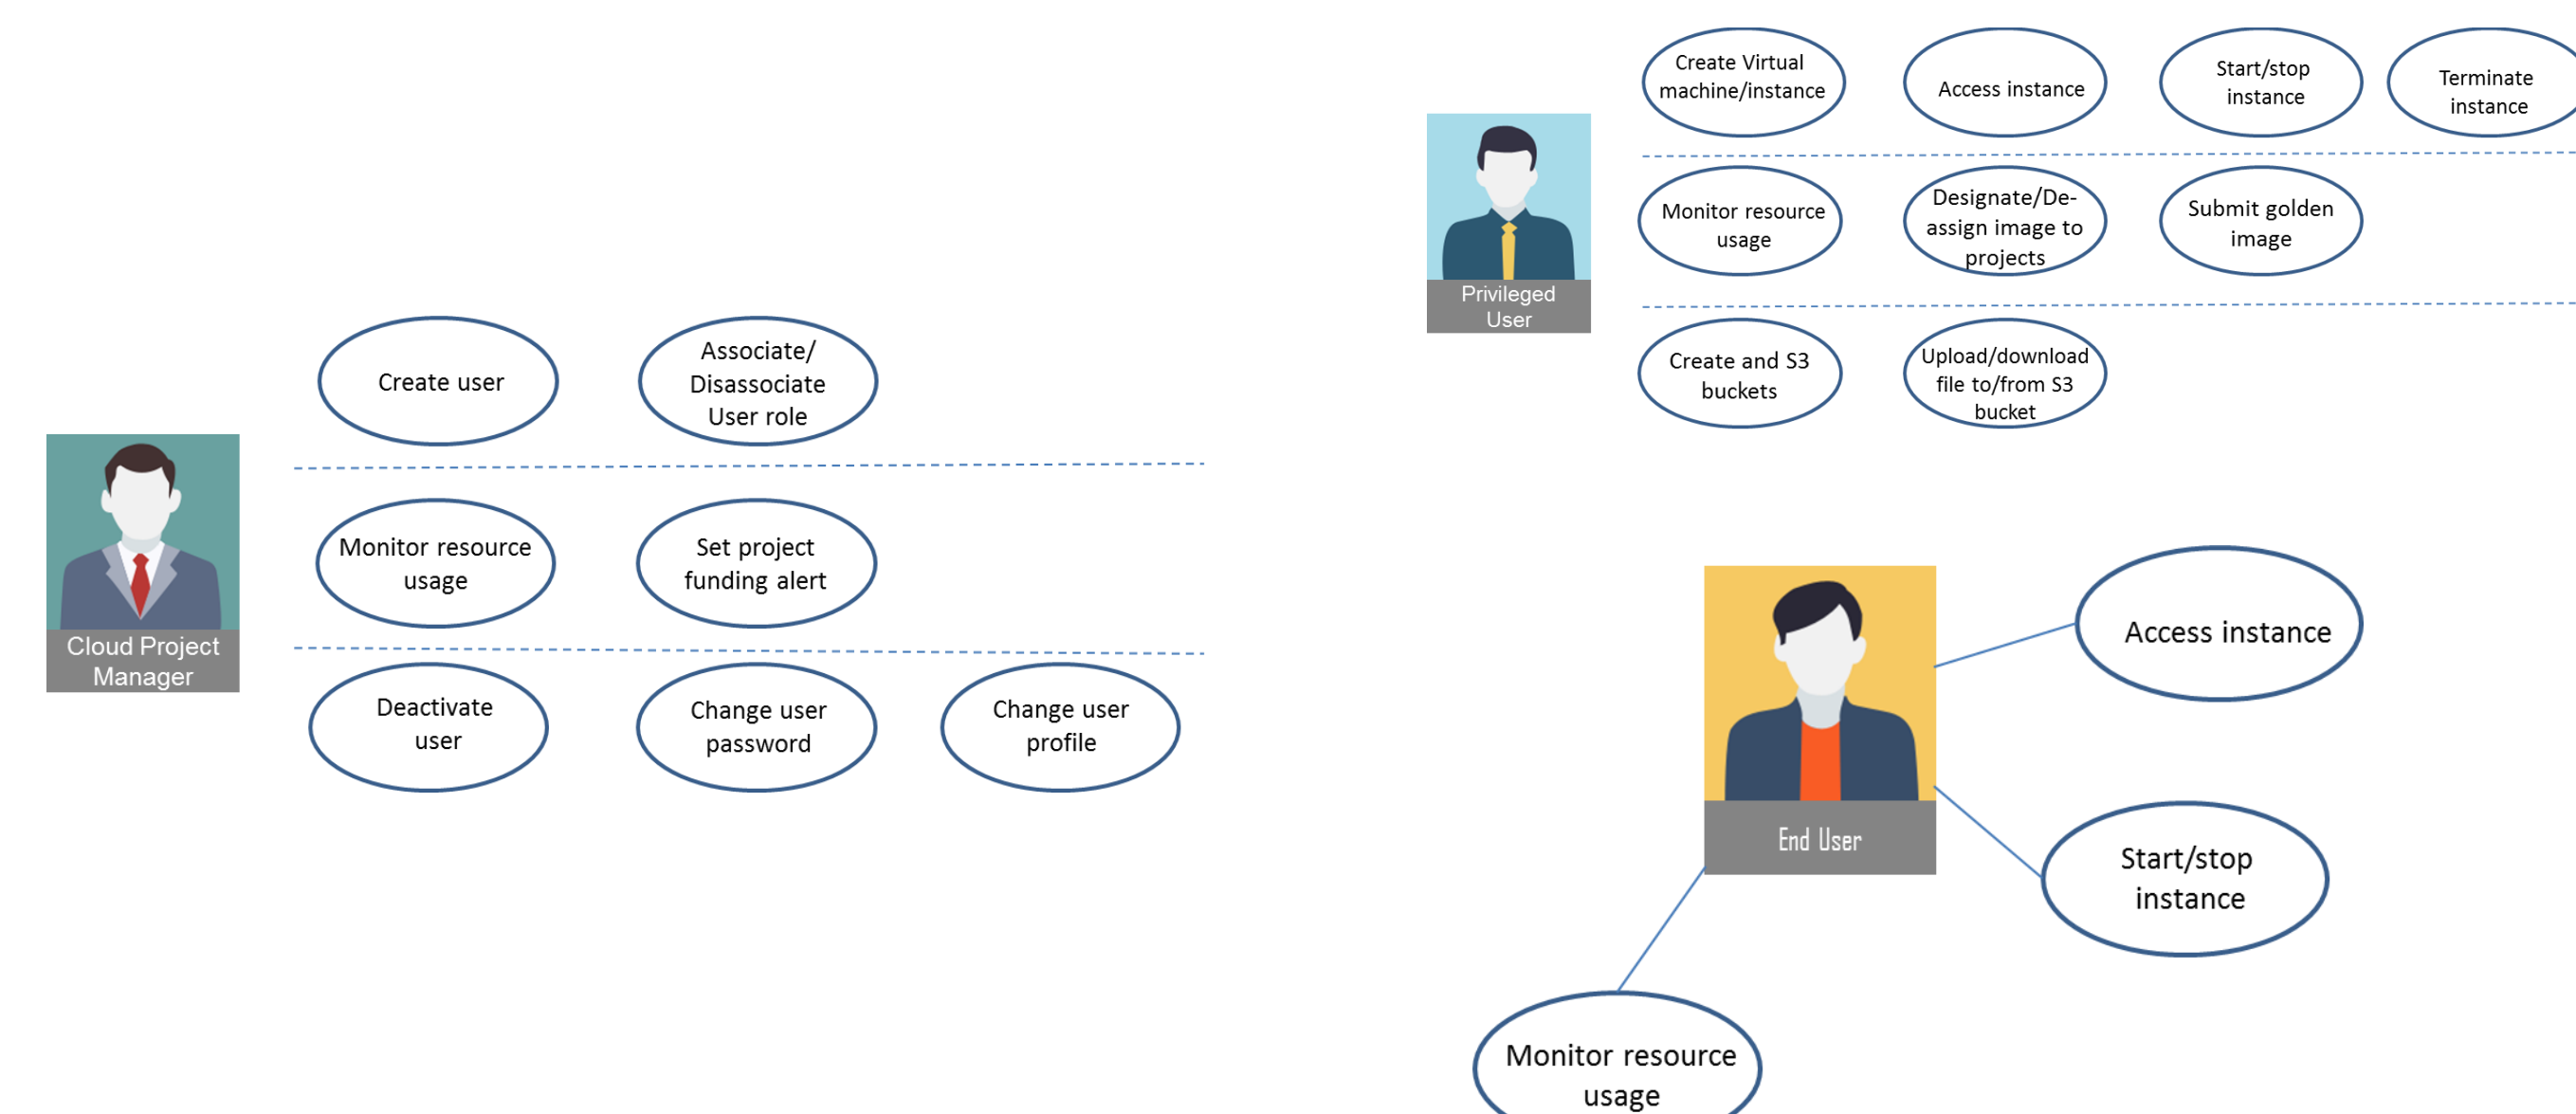 Create user
Associate/
Disassociate
User role
Monitor resource
usage
Set project
funding alert
Cloud Project
Manager
Deactivate
user
Change user
password
Change user
profile
Create Virtual
machine/instance
Access instance
Start/stop
instance
Terminate
instance
Monitor resource
usage
Designate/De-
assign image to
projects
Submit golden
image
Privileged
User
Create and S3
buckets
Upload/download
file to/from S3
bucket
Access instance
End User
Start/stop
instance
Monitor resource
usage